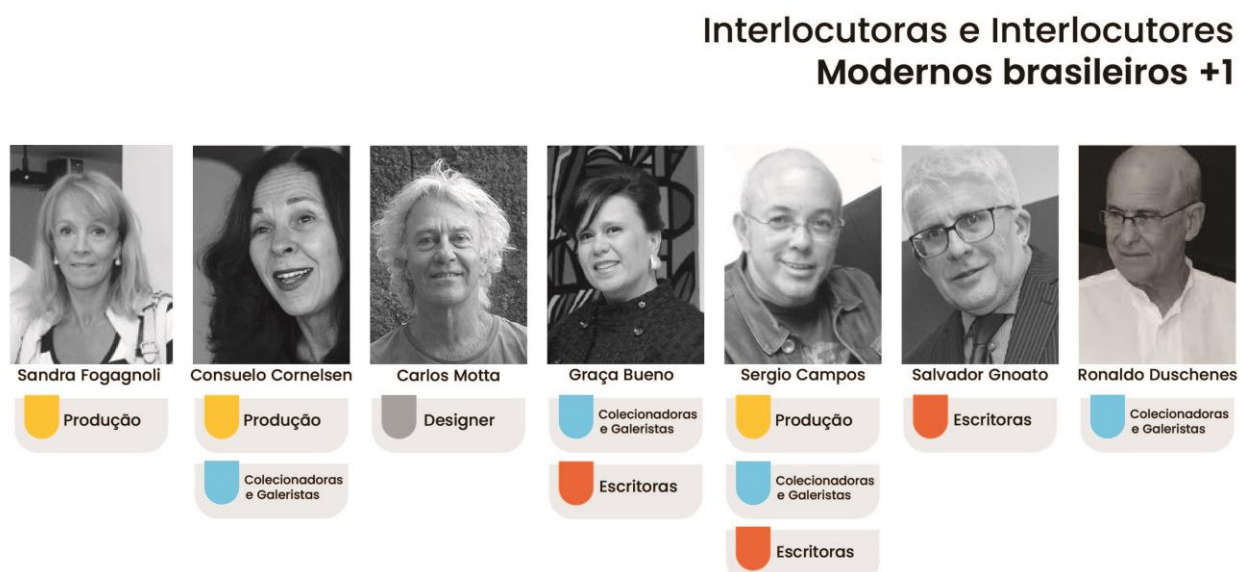 Interlocutoras e Interlocutores
Modernos brasileiros +1
Sandra Fogagnoli
Produção
Consuelo Cornelsen
Produção
Colecionadoras
e Galeristas
Carlos Motta
Designer
Graça Bueno
Colecionadoras
e Galeristas
Escritoras
Sergio Campos
Produção
Colecionadoras
e Galeristas
Escritoras
Salvador Gnoato
Escritoras
Ronaldo Duschenes
Colecionadoras
e Galeristas